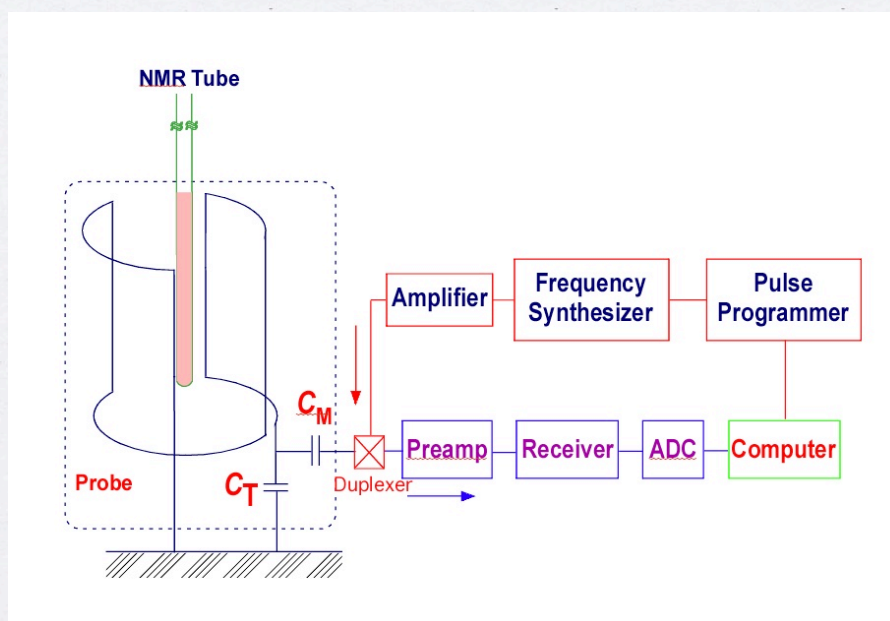 NMR Tube
Amplifier
Frequency
Synthesizer
Pulse
Programmer
CM
Preamp
Receiver
ADC
Computer
Probe
CT
Duplexer